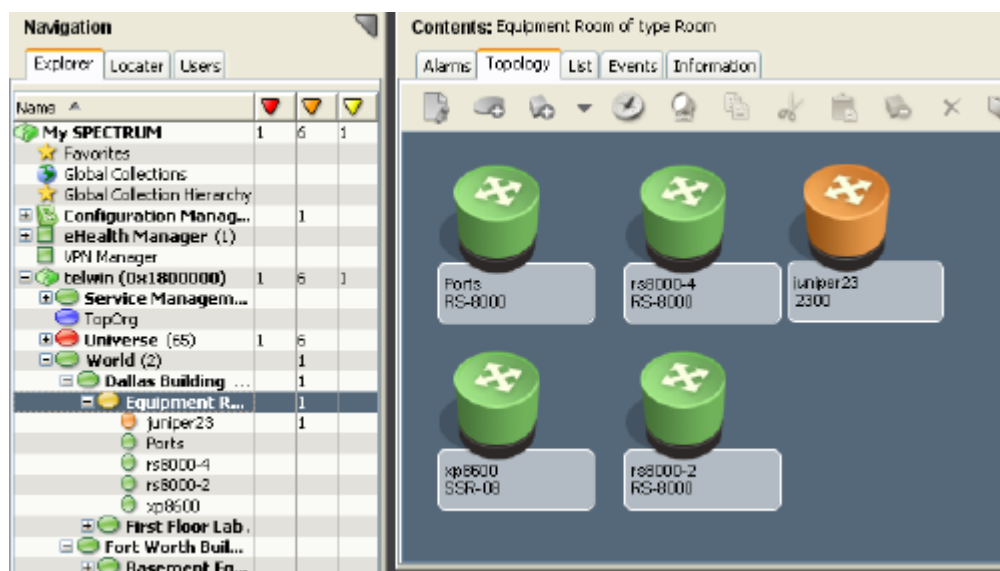 Navigation
Explorer Locater Users
Name
My SPECTRUM 1 6 1
Favorites
Global Collections
Global Collection Hierarchy
Configuration Manag... 1
eHealth Manager (1)
VPN Manager
telwin (0x1800000) 1 6 1
Service Managem...
TopOrg
Universe (65) 1 6
World (2) 1
Dallas Building ... 1
Equipment R... 1
juniper23 1
Ports
rs8000-4
rs8000-2
xp8600
First Floor Lab.
Fort Worth Buil...
Basement Eq...
Contents: Equipment Room of type Room
Alarms Topology List Events Information
Ports
RS-8000
rs8000-4
RS-8000
juniper23
2300
xp8600
SSR-08
rs8000-2
RS-8000